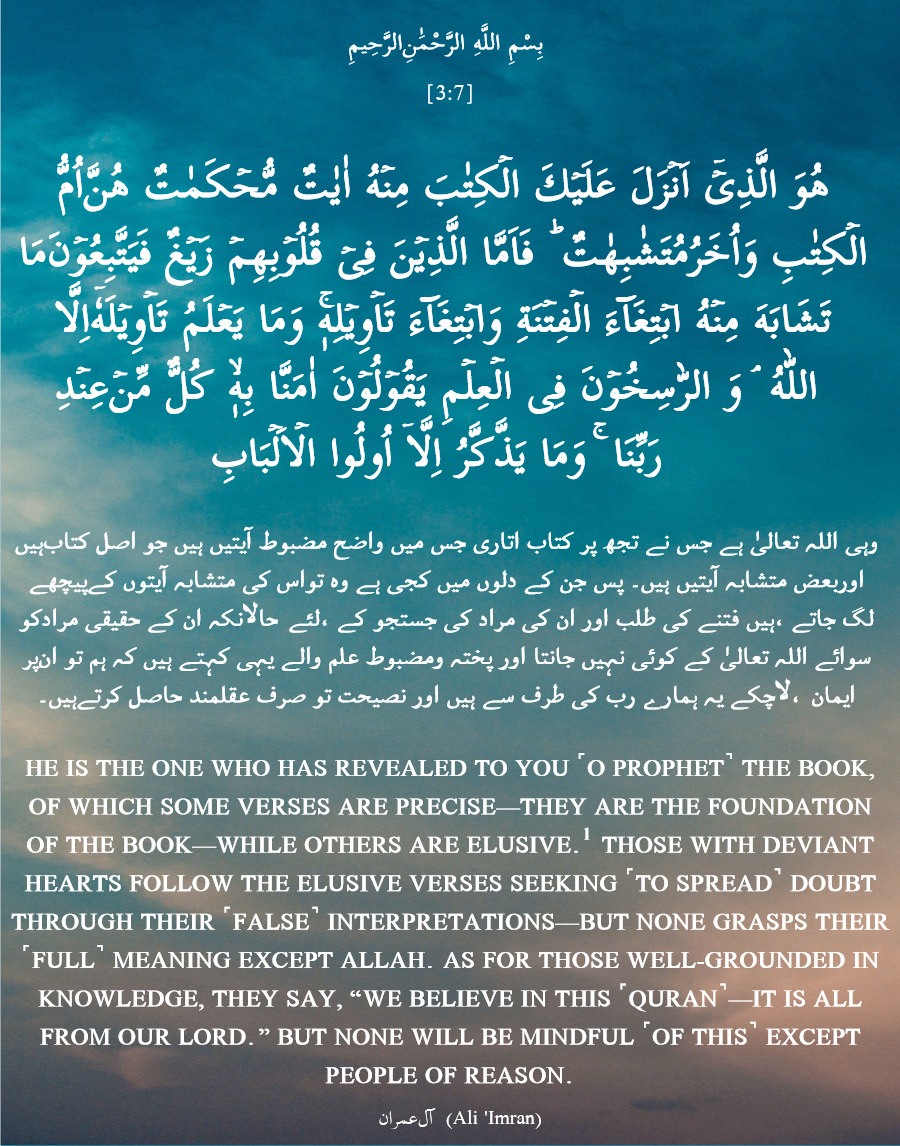 بِسْمِ اللَّهِ الرَّحْمَٰنِ الرَّحِيمِ
[3:7]
هُوَ الَّذِىۡۤ اَنۡزَلَ عَلَيۡكَ الۡكِتٰبَ مِنۡهُ اٰيٰتٌ مُّحۡكَمٰتٌ هُنَّ اُمُّ
الۡكِتٰبِ وَاُخَرُ مُتَشٰبِهٰتٌ‌ ؕ فَاَمَّا الَّذِيۡنَ فِىۡ قُلُوۡبِهِمۡ زَيۡغٌ فَيَتَّبِعُوۡنَ مَا
تَشَابَهَ مِنۡهُ ابۡتِغَآءَ الۡفِتۡنَةِ وَابۡتِغَآءَ تَاۡوِيۡلِهٖۚ وَمَا يَعۡلَمُ تَاۡوِيۡلَهٗۤ اِلَّا
اللّٰهُ ؔ‌ۘ وَ الرّٰسِخُوۡنَ فِى الۡعِلۡمِ يَقُوۡلُوۡنَ اٰمَنَّا بِهٖۙ كُلٌّ مِّنۡ عِنۡدِ
رَبِّنَا ‌ۚ وَمَا يَذَّكَّرُ اِلَّاۤ اُولُوا الۡاَلۡبَابِ
وہی اللہ تعالیٰ ہے جس نے تجھ پر کتاب اتاری جس میں واضح مضبوط آیتیں ہیں جو اصل کتاب ہیں
اور بعض متشابہ آیتیں ہیں۔ پس جن کے دلوں میں کجی ہے وہ تواس کی متشابہ آیتوں کے پیچھے
لگ جاتے ،ہیں فتنے کی طلب اور ان کی مراد کی جستجو کے ،لئے حالانکہ ان کے حقیقی مراد کو
سوائے اللہ تعالیٰ کے کوئی نہیں جانتا اور پختہ ومضبوط علم والے یہی کہتے ہیں کہ ہم تو ان پر
ایمان ،لاچکے یہ ہمارے رب کی طرف سے ہیں اور نصیحت تو صرف عقلمند حاصل کرتے ہیں۔
HE IS THE ONE WHO HAS REVEALED TO YOU ˹O PROPHET˺ THE BOOK,
OF WHICH SOME VERSES ARE PRECISE—THEY ARE THE FOUNDATION
OF THE BOOK—WHILE OTHERS ARE ELUSIVE.¹ THOSE WITH DEVIANT
HEARTS FOLLOW THE ELUSIVE VERSES SEEKING ˹TO SPREAD˺ DOUBT
THROUGH THEIR ˹FALSE˺ INTERPRETATIONS—BUT NONE GRASPS THEIR
˹FULL˺ MEANING EXCEPT ALLAH. AS FOR THOSE WELL-GROUNDED IN
KNOWLEDGE, THEY SAY, “WE BELIEVE IN THIS ˹QURAN˺—IT IS ALL
FROM OUR LORD.” BUT NONE WILL BE MINDFUL ˹OF THIS˺ EXCEPT
PEOPLE OF REASON.
آل عمران (Ali 'Imran)